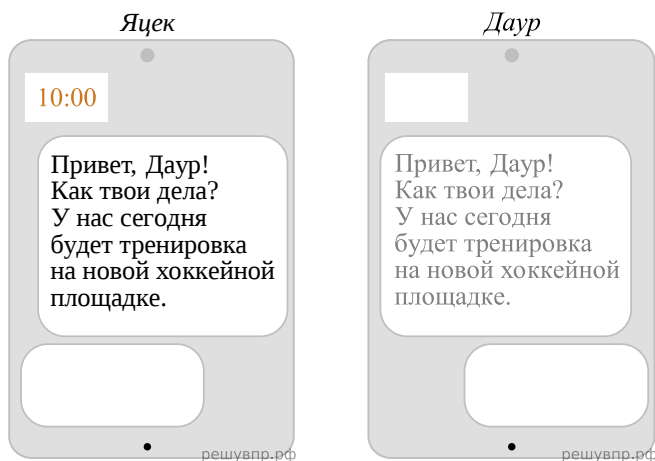 Яцек
10:00
Привет, Даур!
Как твои дела?
У нас сегодня
будет тренировка
на новой хоккейной
площадке.
решувпр.рф
Даур
Привет, Даур!
Как твои дела?
У нас сегодня
будет тренировка
на новой хоккейной
площадке.
решувпр.рф